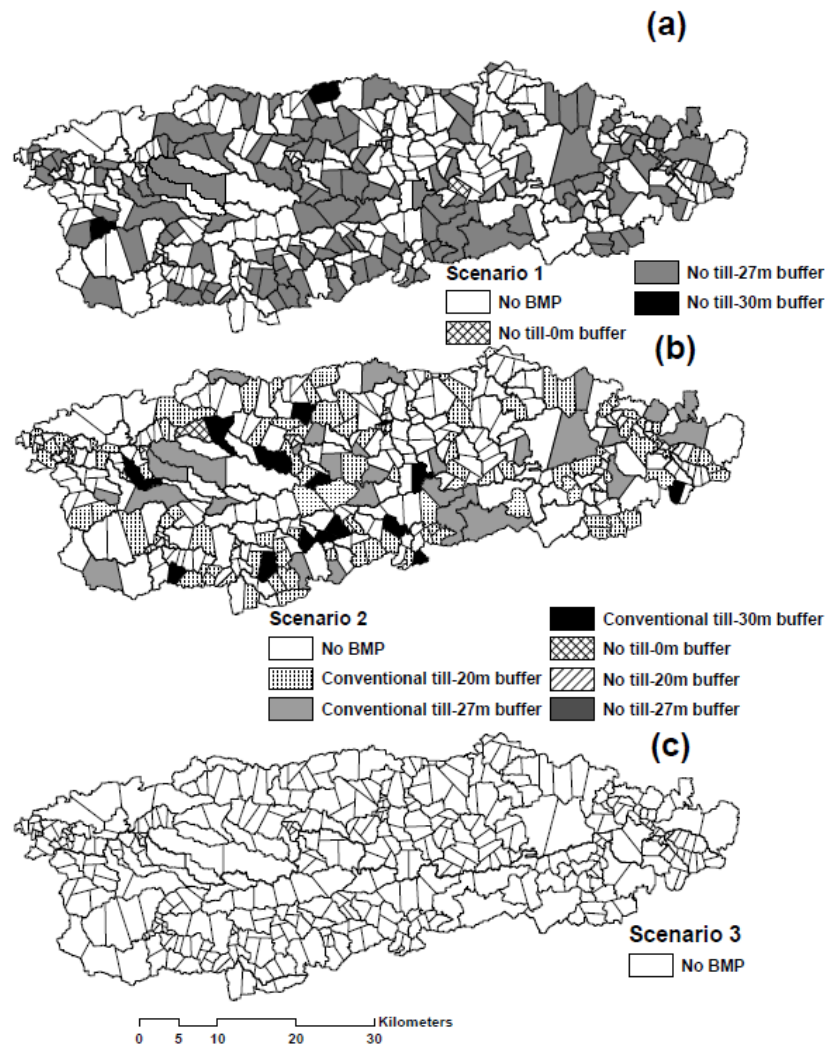 (a)
Scenario 1
No BMP
No till-0m buffer
No till-27m buffer
No till-30m buffer
(b)
Scenario 2
No BMP
Conventional till-20m buffer
Conventional till-27m buffer
Conventional till-30m buffer
No till-0m buffer
No till-20m buffer
No till-27m buffer
(c)
Scenario 3
No BMP
Kilometers
0 5 10 20 30